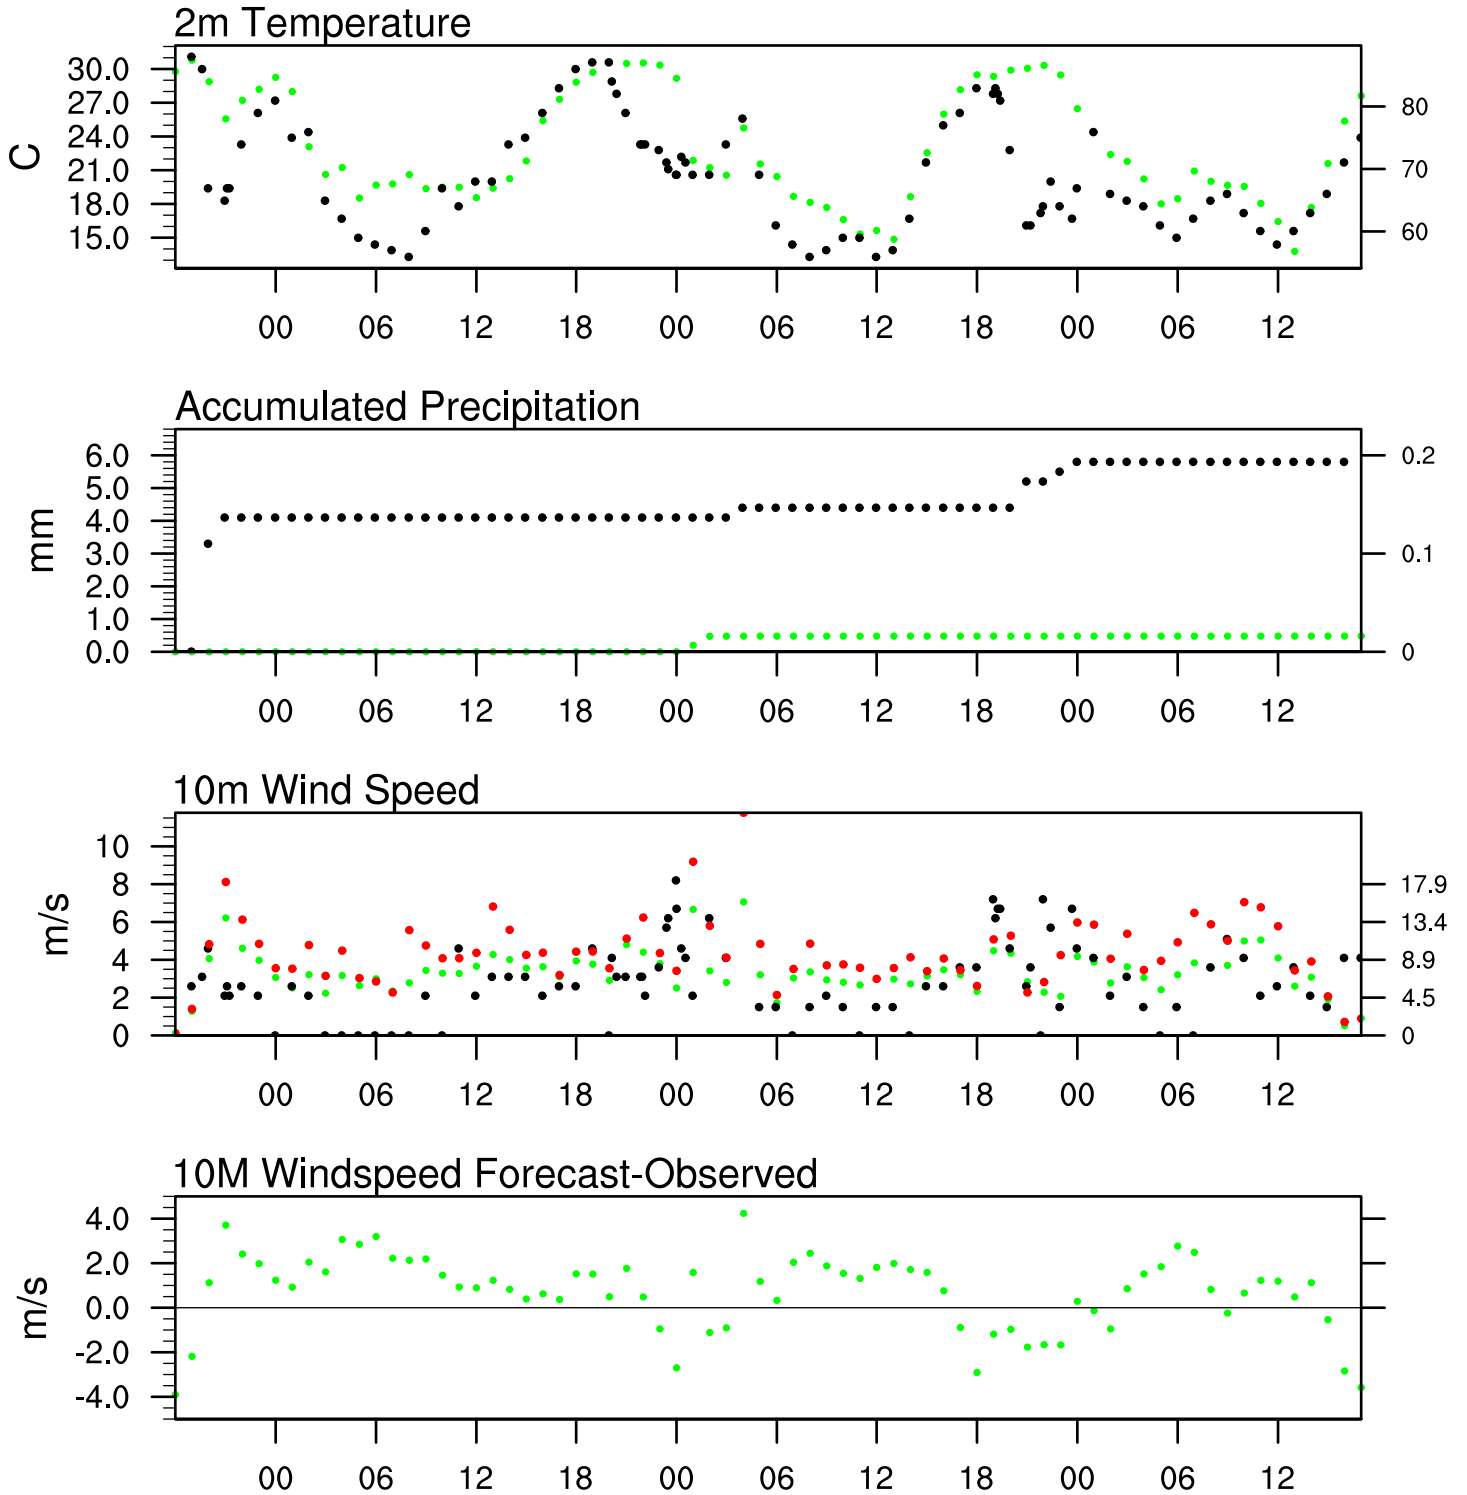 2m Temperature
30.0
27.0
24.0
21.0
18.0
15.0
C
80
70
60
00 06 12 18 00 06 12 18 00 06 12
Accumulated Precipitation
6.0
5.0
4.0
3.0
2.0
1.0
0.0
mm
0.2
0.1
0
00 06 12 18 00 06 12 18 00 06 12
10m Wind Speed
10
8
6
4
2
0
m/s
17.9
13.4
8.9
4.5
0
00 06 12 18 00 06 12 18 00 06 12
10M Windspeed Forecast-Observed
4.0
2.0
0.0
-2.0
-4.0
m/s
00 06 12 18 00 06 12 18 00 06 12